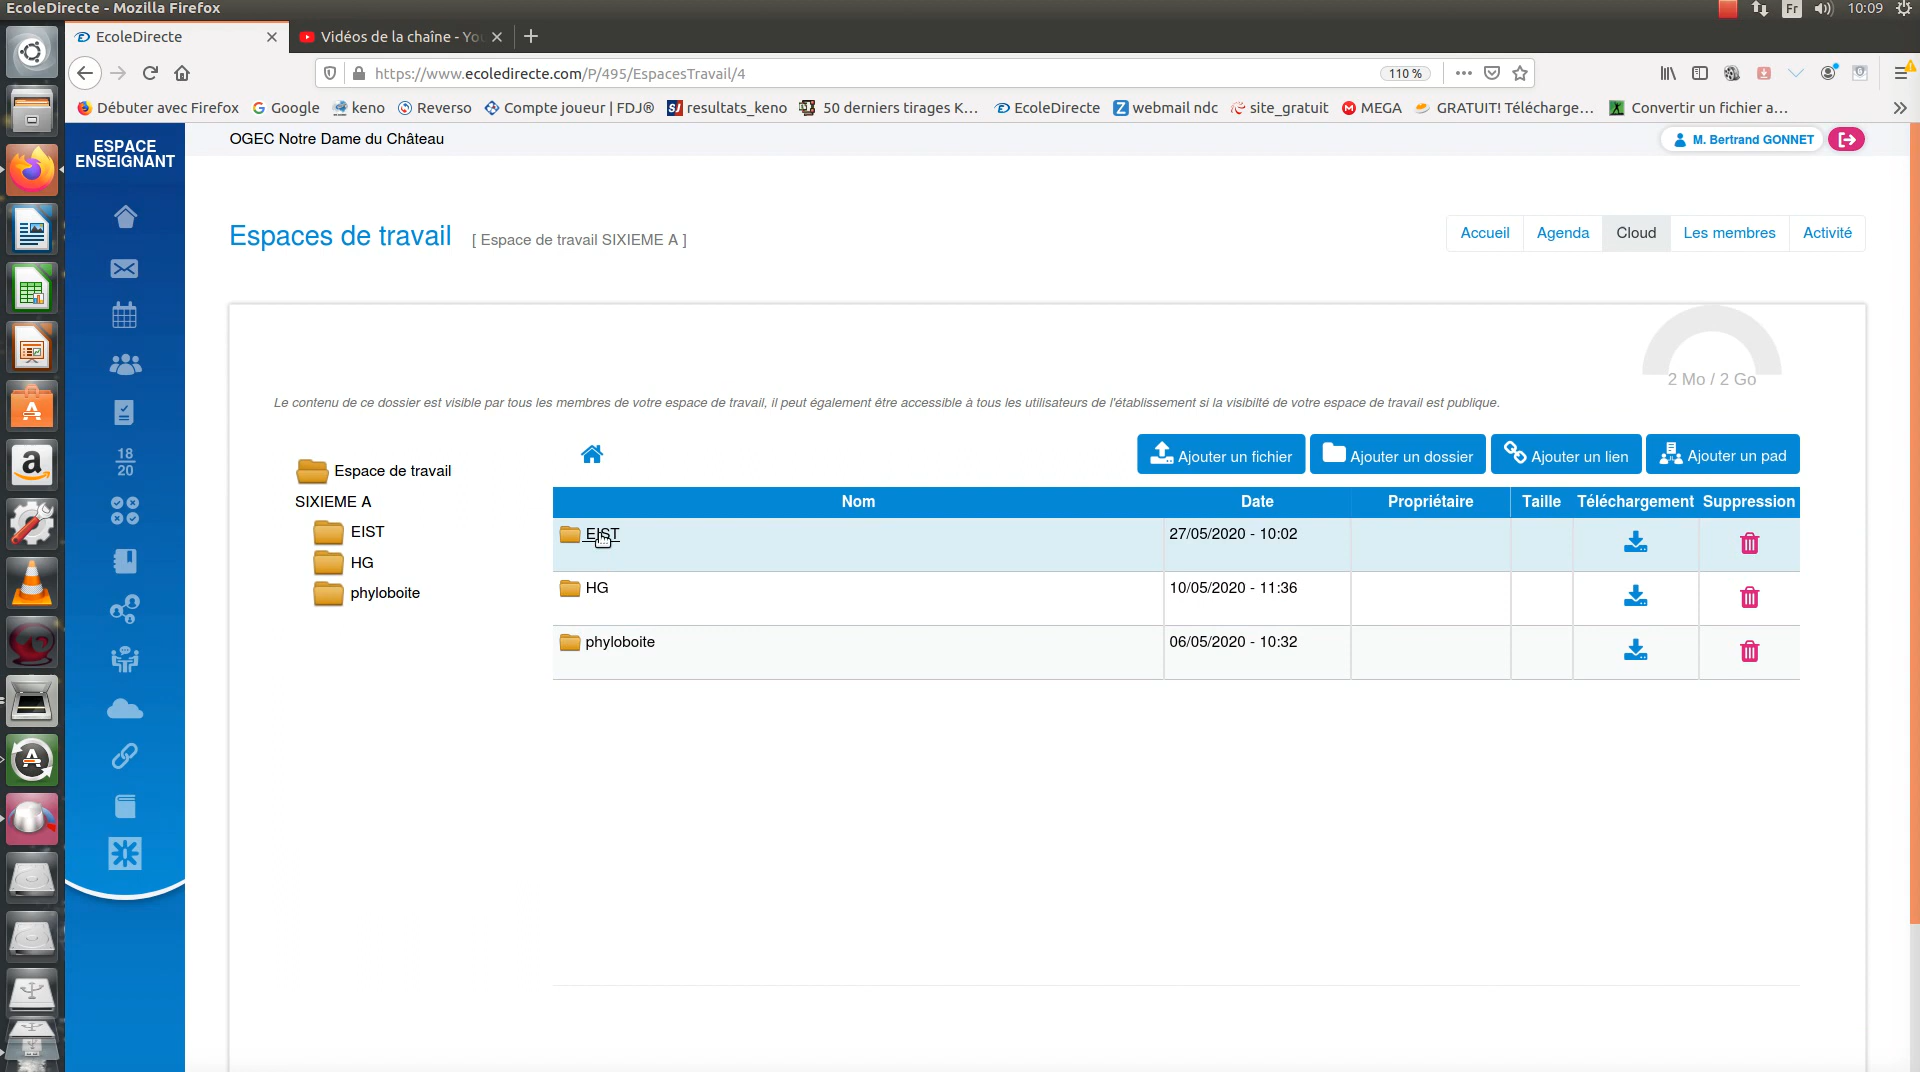 EcoleDirecte - Mozilla Firefox
Fr
10:09
EcoleDirecte
Vidéos de la chaîne - You
https://www.ecoledirecte.com/P/495/EspacesTravail/4
110 %
Débuter avec Firefox
Google
keno
Reverso
Compte joueur | FDJ®
resultats_keno
50 derniers tirages K...
EcoleDirecte
webmail ndc
site_gratuit
MEGA
GRATUIT! Télécharge...
Convertir un fichier a...
ESPACE
ENSEIGNANT
OGEC Notre Dame du Château
M. Bertrand GONNET
Espaces de travail
[ Espace de travail SIXIEME A ]
Accueil
Agenda
Cloud
Les membres
Activité
18
20
2 Mo / 2 Go
Le contenu de ce dossier est visible par tous les membres de votre espace de travail, il peut également être accessible à tous les utilisateurs de l'établissement si la visibilté de votre espace de travail est publique.
Ajouter un fichier
Ajouter un dossier
Ajouter un lien
Ajouter un pad
Espace de travail
SIXIEME A
EIST
HG
phyloboite
Nom Date Propriétaire Taille Téléchargement Suppression
EIST 27/05/2020 - 10:02
HG 10/05/2020 - 11:36
phyloboite 06/05/2020 - 10:32